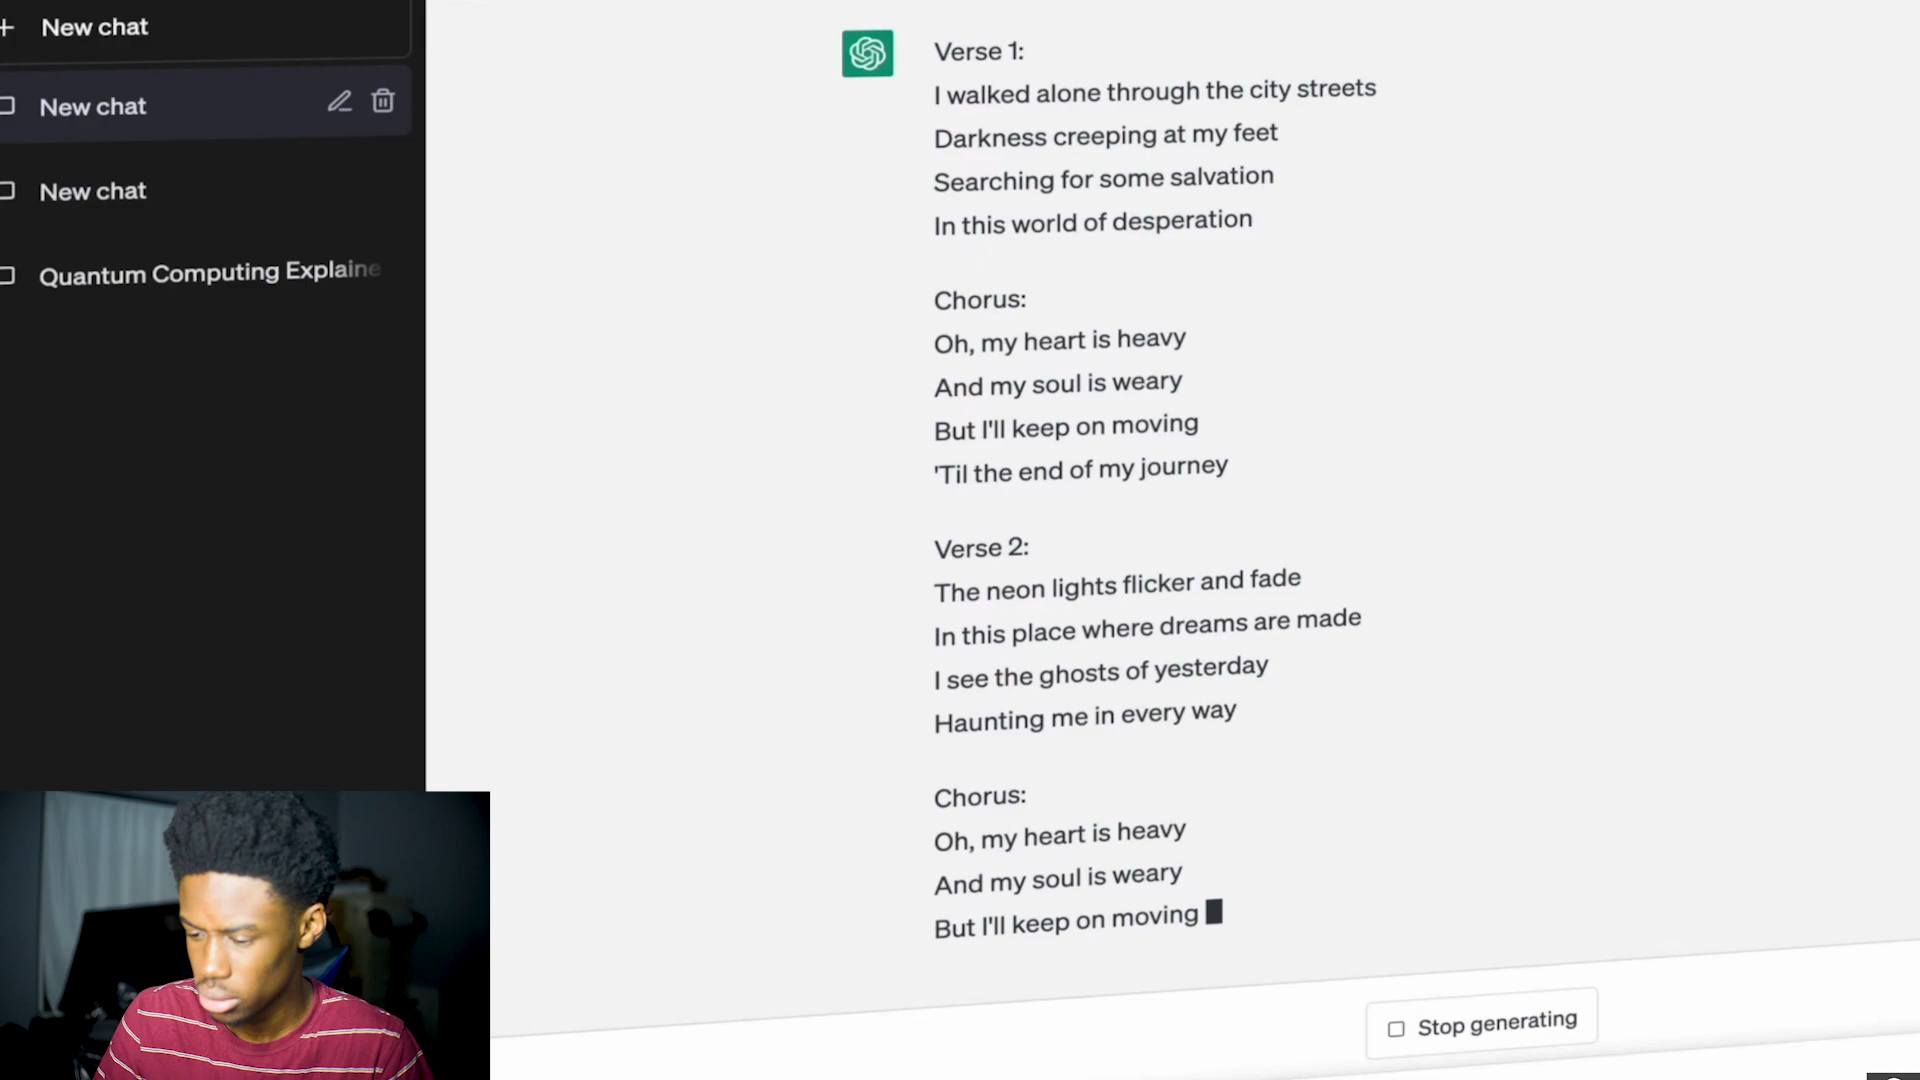 New chat
New chat
New chat
Quantum Computing Explaine
Verse 1:
I walked alone through the city streets
Darkness creeping at my feet
Searching for some salvation
In this world of desperation
Chorus:
Oh, my heart is heavy
And my soul is weary
But I'll keep on moving
'Til the end of my journey
Verse 2:
The neon lights flicker and fade
In this place where dreams are made
I see the ghosts of yesterday
Haunting me in every way
Chorus:
Oh, my heart is heavy
And my soul is weary
But I'll keep on moving
Stop generating